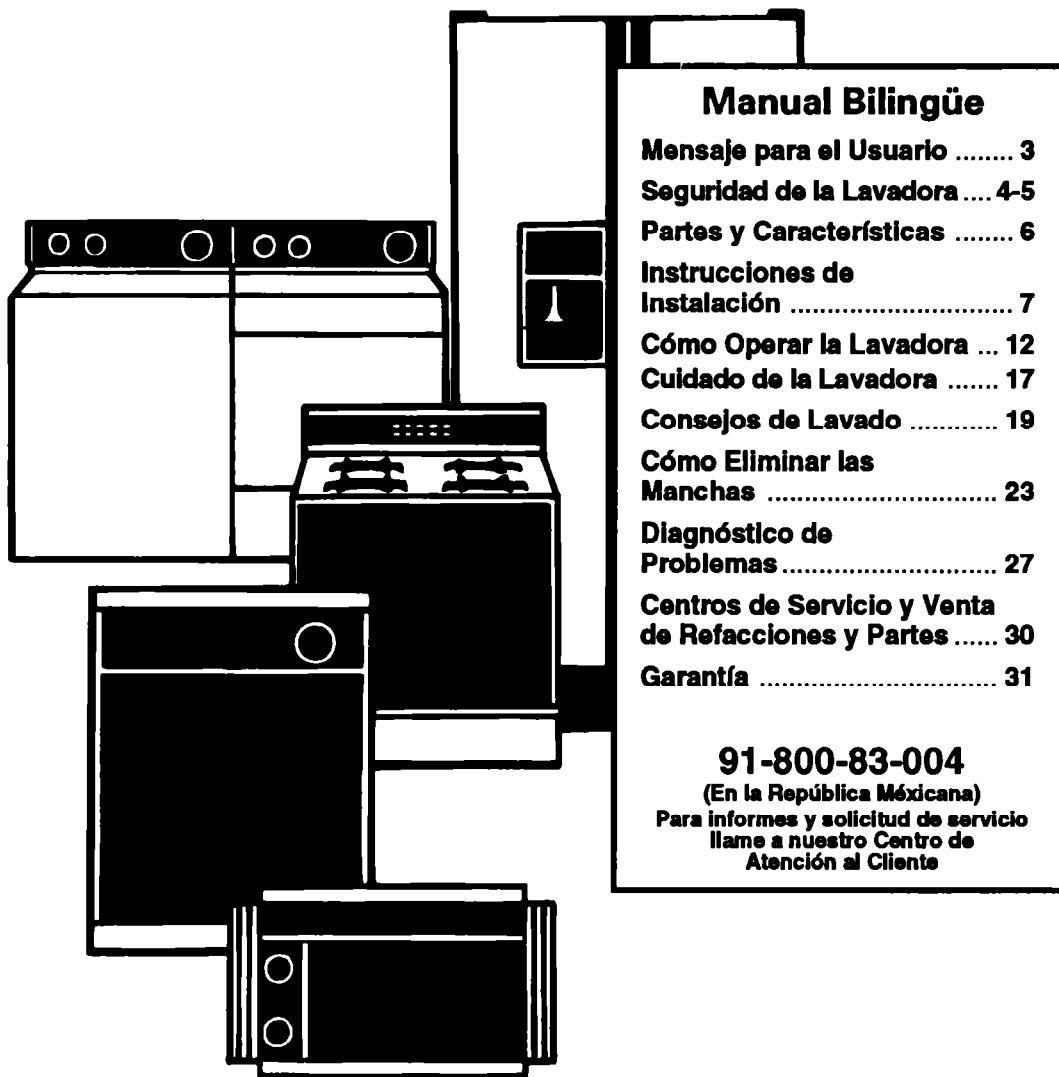 Manual Bilingüe
Mensaje para el Usuario ........ 3
Seguridad de la Lavadora .... 4-5
Partes y Características ........ 6
Instrucciones de
Instalación ............................... 7
Cómo Operar la Lavadora ... 12
Cuidado de la Lavadora ....... 17
Consejos de Lavado ............ 19
Cómo Eliminar las
Manchas ............................... 23
Diagnóstico de
Problemas ............................. 27
Centros de Servicio y Venta
de Refacciones y Partes ...... 30
Garantía ................................ 31
91-800-83-004
(En la República Méxicana)
Para informes y solicitud de servicio
llame a nuestro Centro de
Atención al Cliente